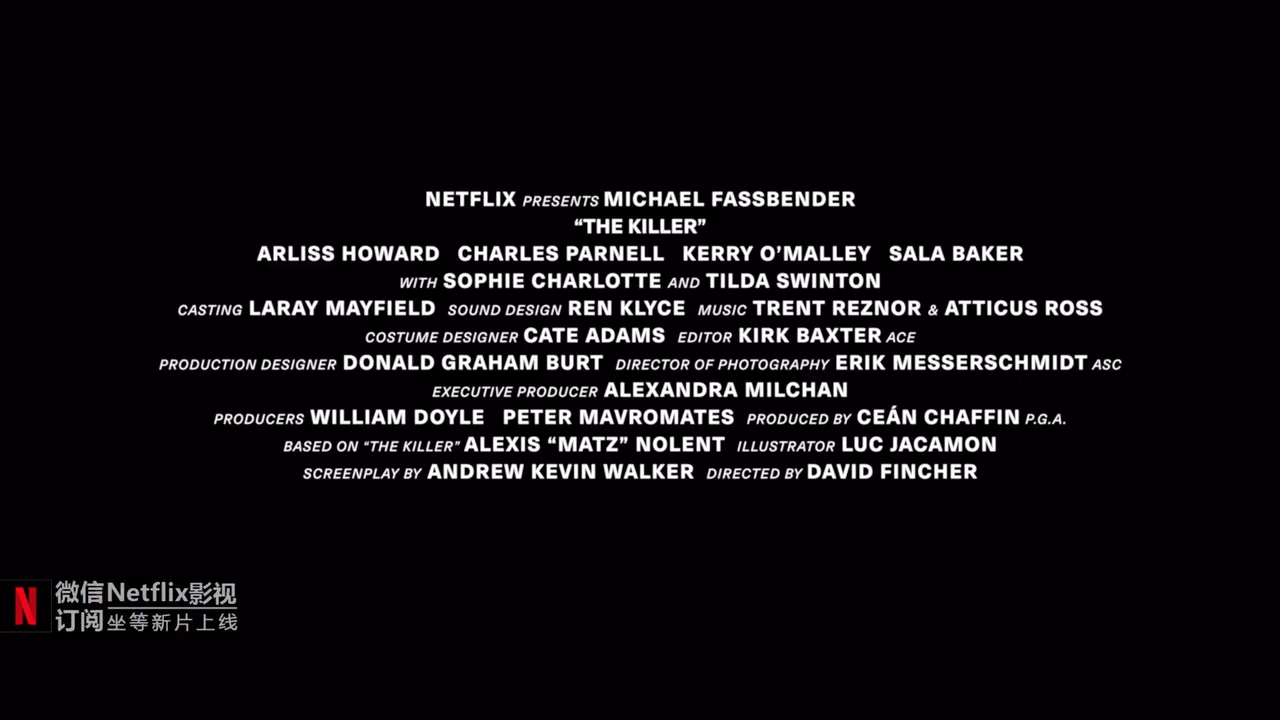 NETFLIX PRESENTS MICHAEL FASSBENDER
“THE KILLER”
ARLISS HOWARD CHARLES PARNELL KERRY O’MALLEY SALA BAKER
WITH SOPHIE CHARLOTTE AND TILDA SWINTON
CASTING LARAY MAYFIELD SOUND DESIGN REN KLYCE MUSIC TRENT REZNOR & ATTICUS ROSS
COSTUME DESIGNER CATE ADAMS EDITOR KIRK BAXTER ACE
PRODUCTION DESIGNER DONALD GRAHAM BURT DIRECTOR OF PHOTOGRAPHY ERIK MESSERSCHMIDT ASC
EXECUTIVE PRODUCER ALEXANDRA MILCHAN
PRODUCERS WILLIAM DOYLE PETER MAVROMATES PRODUCED BY CEÁN CHAFFIN P.G.A.
BASED ON “THE KILLER” ALEXIS “MATZ” NOLENT ILLUSTRATOR LUC JACAMON
SCREENPLAY BY ANDREW KEVIN WALKER DIRECTED BY DAVID FINCHER
N
微信Netflix影视
订阅坐等新片上线